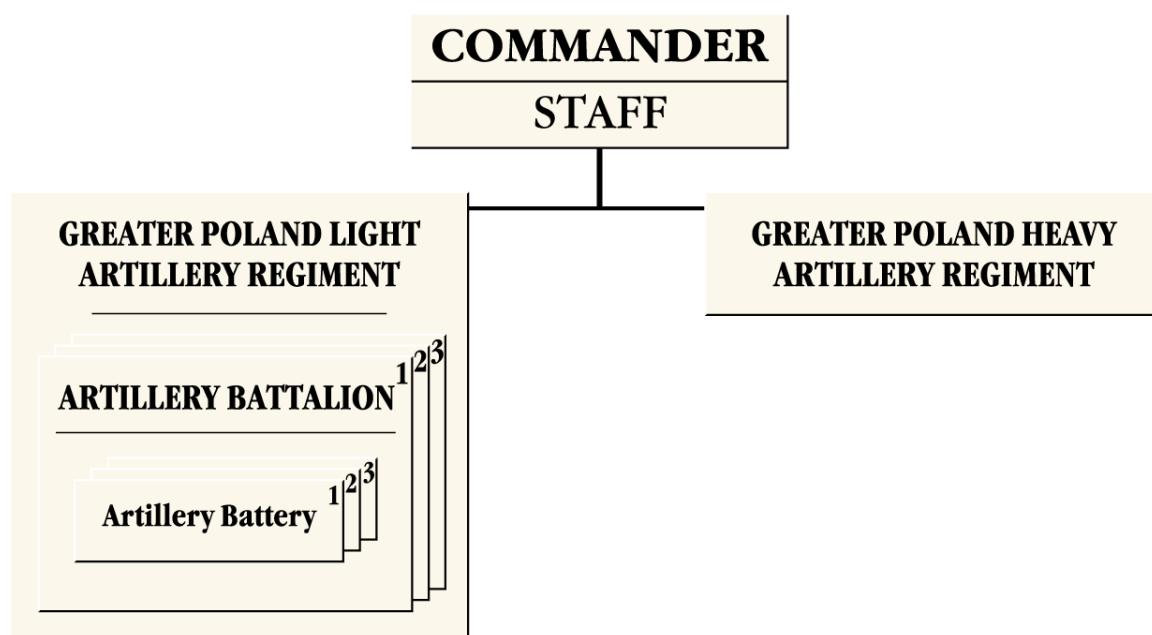 COMMANDER
STAFF
GREATER POLAND LIGHT
ARTILLERY REGIMENT
1 2 3
ARTILLERY BATTALION
1 2 3
Artillery Battery
GREATER POLAND HEAVY
ARTILLERY REGIMENT